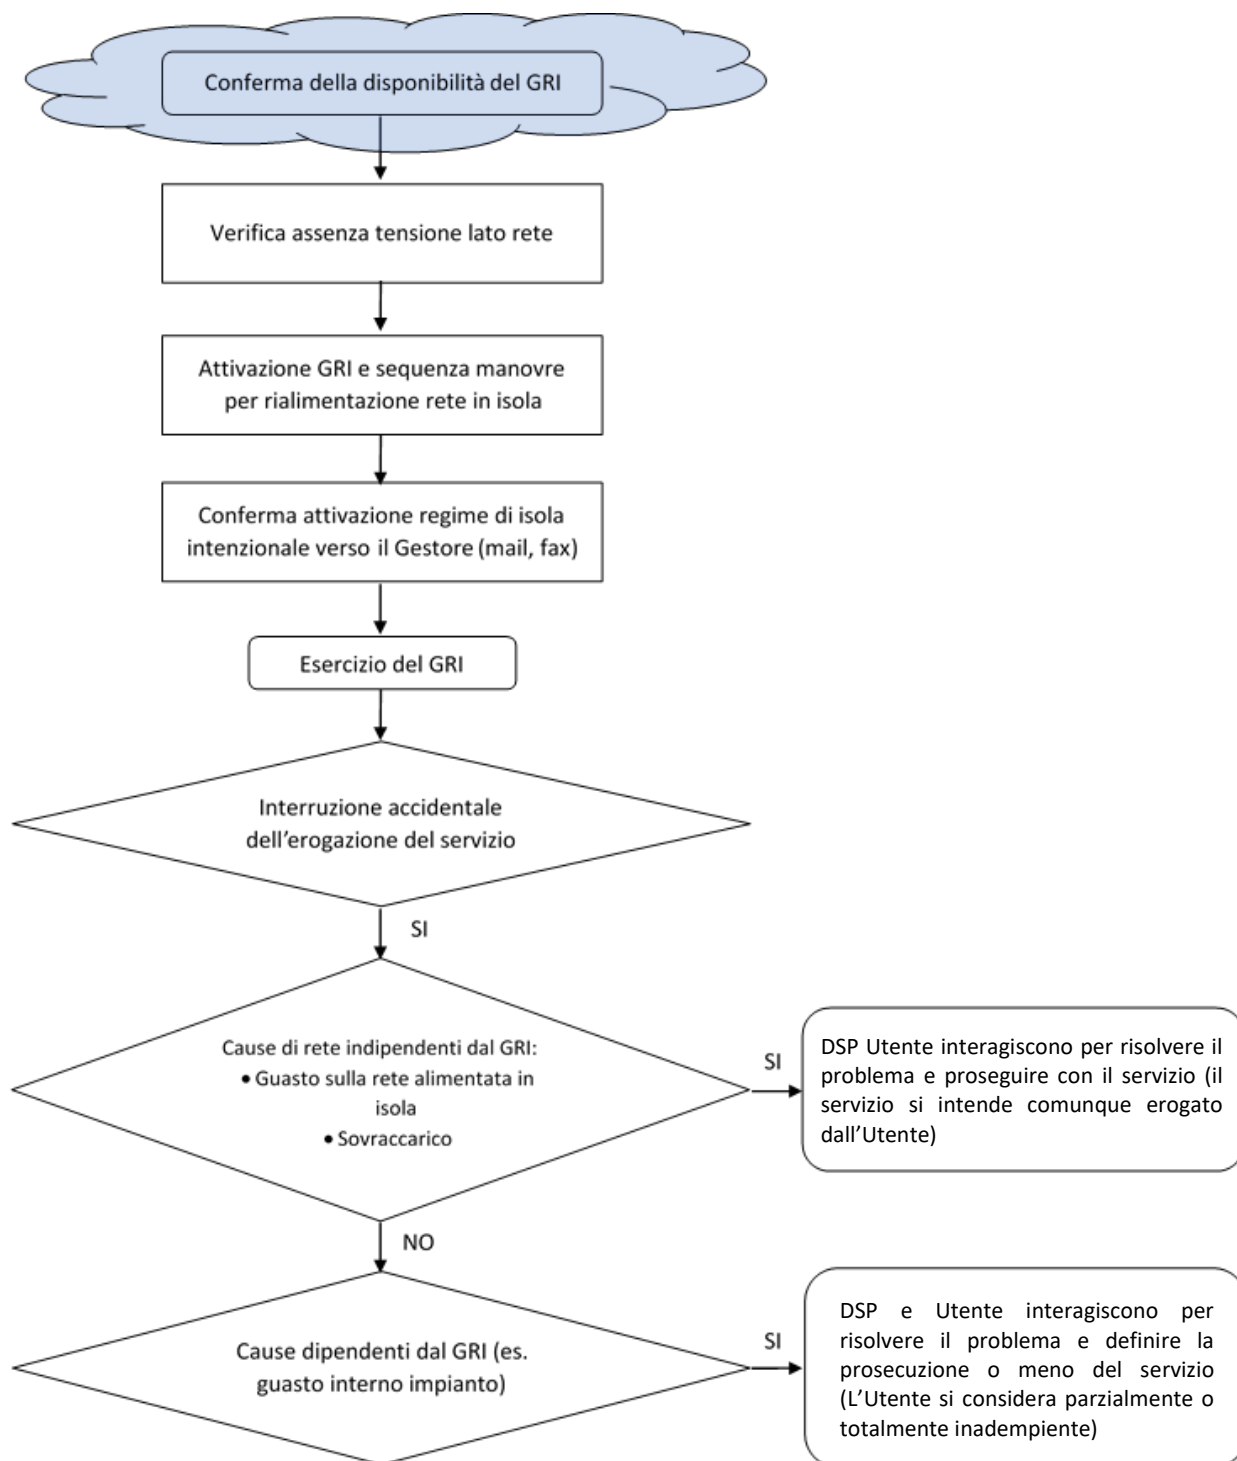 Conferma della disponibilità del GRI
Verifica assenza tensione lato rete
Attivazione GRI e sequenza manovre
per rialimentazione rete in isola
Conferma attivazione regime di isola
intenzionale verso il Gestore (mail, fax)
Esercizio del GRI
Interruzione accidentale
dell’erogazione del servizio
SI
Cause di rete indipendenti dal GRI:
• Guasto sulla rete alimentata in
isola
• Sovraccarico
SI
DSP Utente interagiscono per risolvere il
problema e proseguire con il servizio (il
servizio si intende comunque erogato
dall’Utente)
NO
Cause dipendenti dal GRI (es.
guasto interno impianto)
SI
DSP e Utente interagiscono per
risolvere il problema e definire la
prosecuzione o meno del servizio
(L’Utente si considera parzialmente o
totalmente inadempiente)